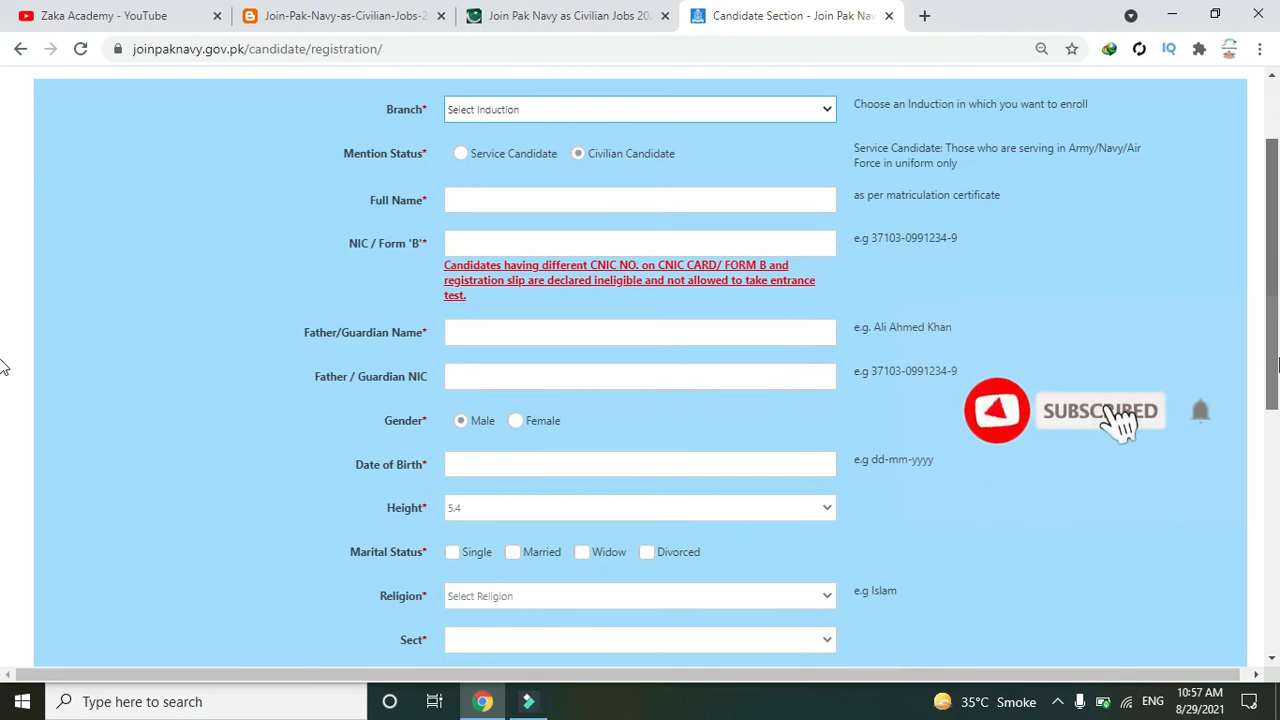 Zaka Academy - YouTube
Join-Pak-Navy-as-Civilian-Jobs-2
Join Pak Navy as Civilian Jobs 202
Candidate Section - Join Pak Nav
joinpaknavy.gov.pk/candidate/registration/
IQ
Branch*
Select Induction
Choose an Induction in which you want to enroll
Mention Status*
Service Candidate
Civilian Candidate
Service Candidate: Those who are serving in Army/Navy/Air
Force in uniform only
Full Name*
as per matriculation certificate
NIC / Form 'B'*
e.g 37103-0991234-9
Candidates having different CNIC NO. on CNIC CARD/ FORM B and
registration slip are declared ineligible and not allowed to take entrance
test.
Father/Guardian Name*
e.g. Ali Ahmed Khan
Father / Guardian NIC
e.g 37103-0991234-9
SUBSCRIBED
Gender*
Male
Female
Date of Birth*
e.g dd-mm-yyyy
Height*
5.4
Marital Status*
Single
Married
Widow
Divorced
Religion*
Select Religion
e.g Islam
Sect*
Type here to search
35°C Smoke
ENG
10:57 AM
8/29/2021